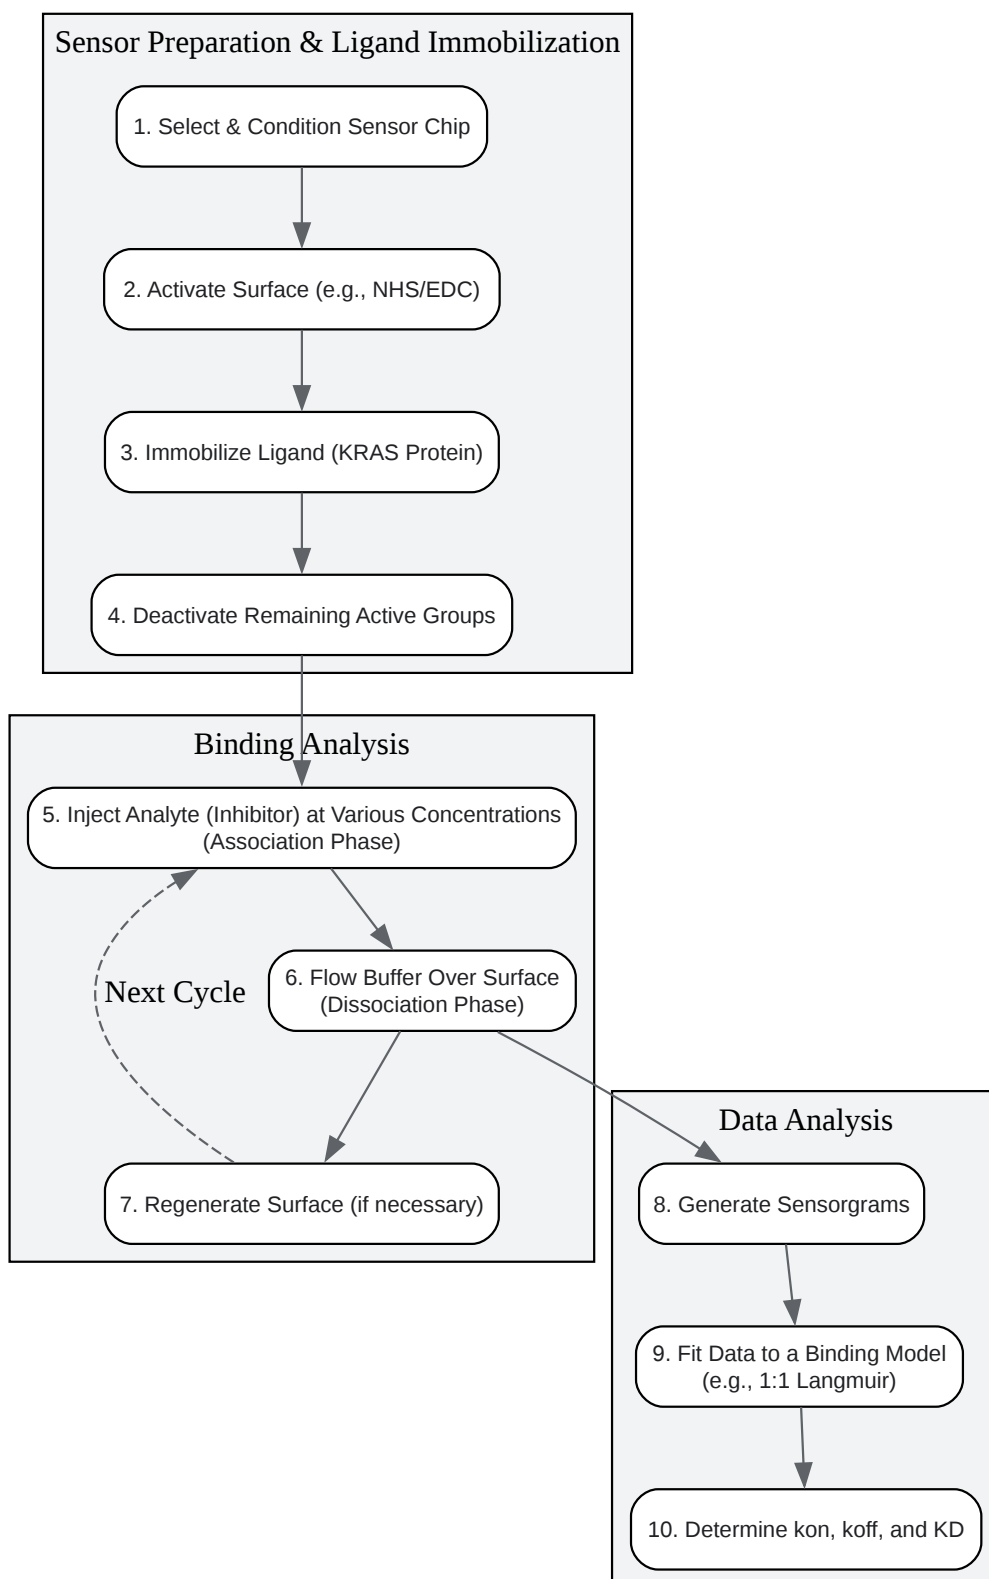 Sensor Preparation & Ligand Immobilization
1. Select & Condition Sensor Chip
2. Activate Surface (e.g., NHS/EDC)
3. Immobilize Ligand (KRAS Protein)
4. Deactivate Remaining Active Groups
Binding Analysis
5. Inject Analyte (Inhibitor) at Various Concentrations
(Association Phase)
Next Cycle
6. Flow Buffer Over Surface
(Dissociation Phase)
7. Regenerate Surface (if necessary)
Data Analysis
8. Generate Sensorgrams
9. Fit Data to a Binding Model
(e.g., 1:1 Langmuir)
10. Determine kon, koff, and KD